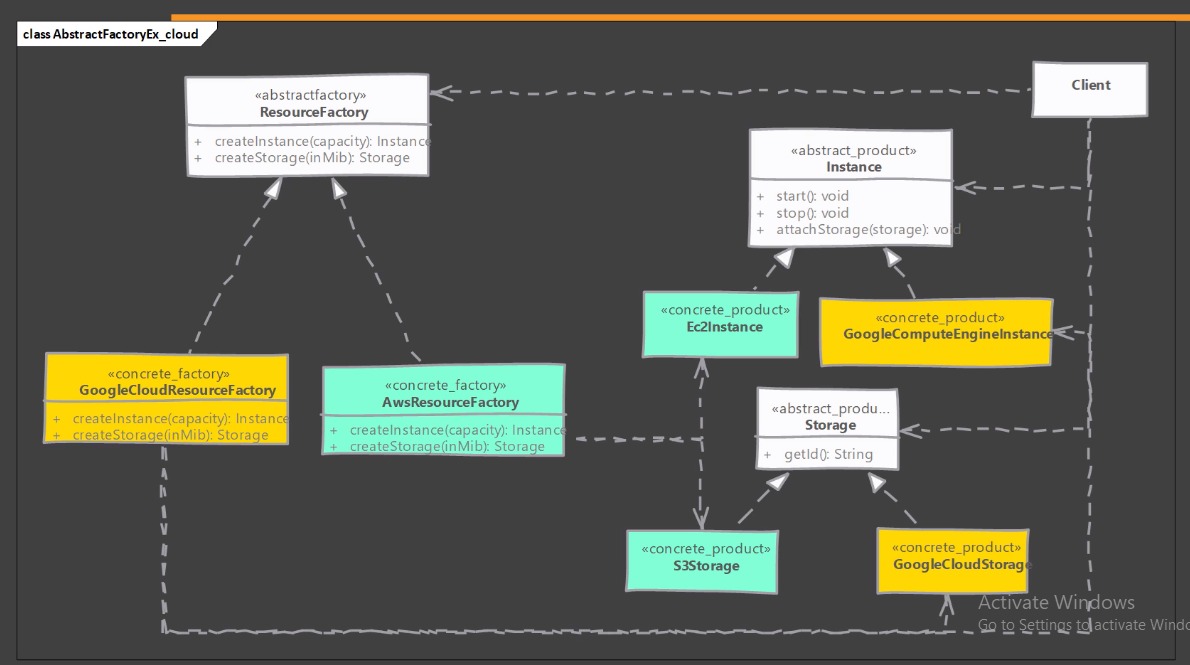 class AbstractFactoryEx_cloud
«abstractfactory»
ResourceFactory
+ createInstance(capacity): Instance
+ createStorage(inMib): Storage
Client
«abstract_product»
Instance
+ start(): void
+ stop(): void
+ attachStorage(storage): void
«concrete_product»
Ec2Instance
«concrete_product»
GoogleComputeEngineInstance
«concrete_factory»
GoogleCloudResourceFactory
+ createInstance(capacity): Instance
+ createStorage(inMib): Storage
«concrete_factory»
AwsResourceFactory
+ createInstance(capacity): Instance
+ createStorage(inMib): Storage
«abstract_produ...
Storage
+ getId(): String
«concrete_product»
S3Storage
«concrete_product»
GoogleCloudStorage
Activate Windows
Go to Settings to activate Windo